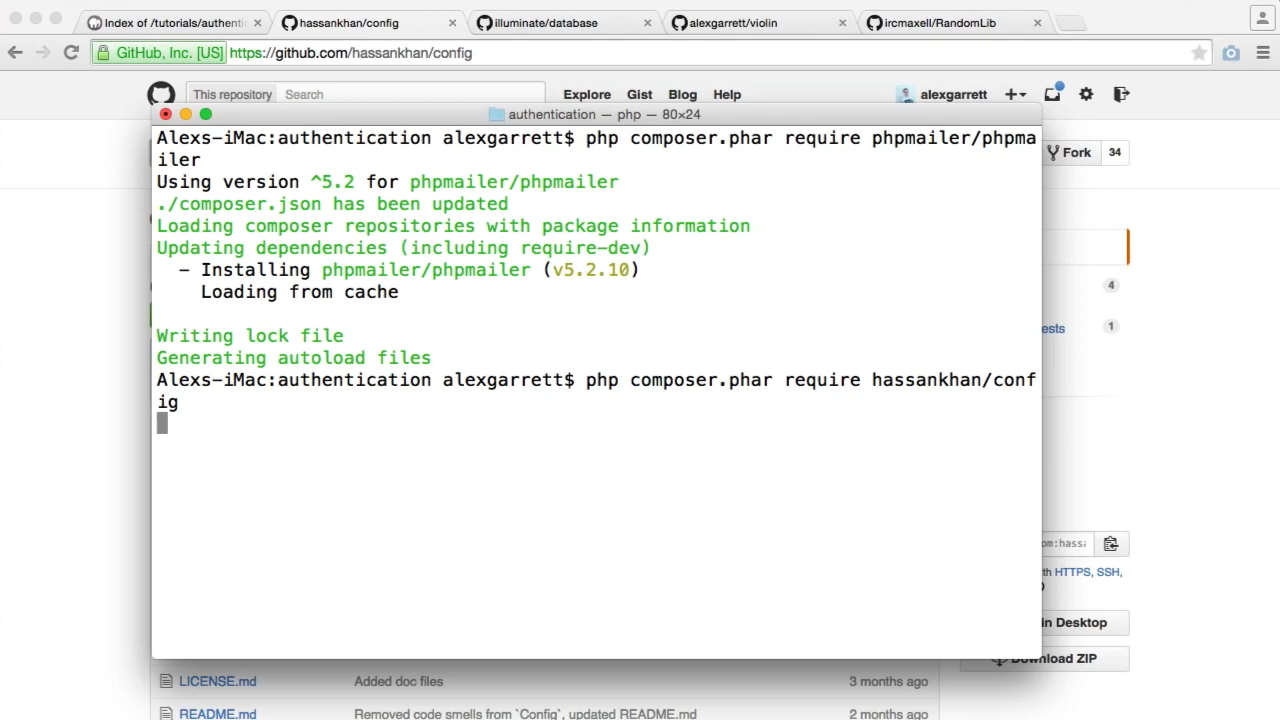 Index of /tutorials/authenti
hassankhan/config
illuminate/database
alexgarrett/violin
ircmaxell/RandomLib
GitHub, Inc. [US] https://github.com/hassankhan/config
This repository Search Explore Gist Blog Help alexgarrett
authentication — php — 80×24
Alexs-iMac:authentication alexgarrett$ php composer.phar require phpmailer/phpma
iler
Using version ^5.2 for phpmailer/phpmailer
./composer.json has been updated
Loading composer repositories with package information
Updating dependencies (including require-dev)
- Installing phpmailer/phpmailer (v5.2.10)
Loading from cache
Writing lock file
Generating autoload files
Alexs-iMac:authentication alexgarrett$ php composer.phar require hassankhan/conf
ig
Fork 34
4
ests 1
om:hass
th HTTPS, SSH,
in Desktop
Download ZIP
LICENSE.md Added doc files 3 months ago
README.md Removed code smells from `Config`, updated README.md 2 months ago